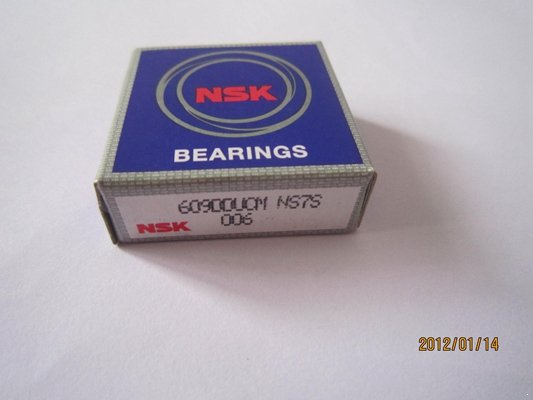 NSK
BEARINGS
609DDUCM NS7S
006
NSK
2012/01/14